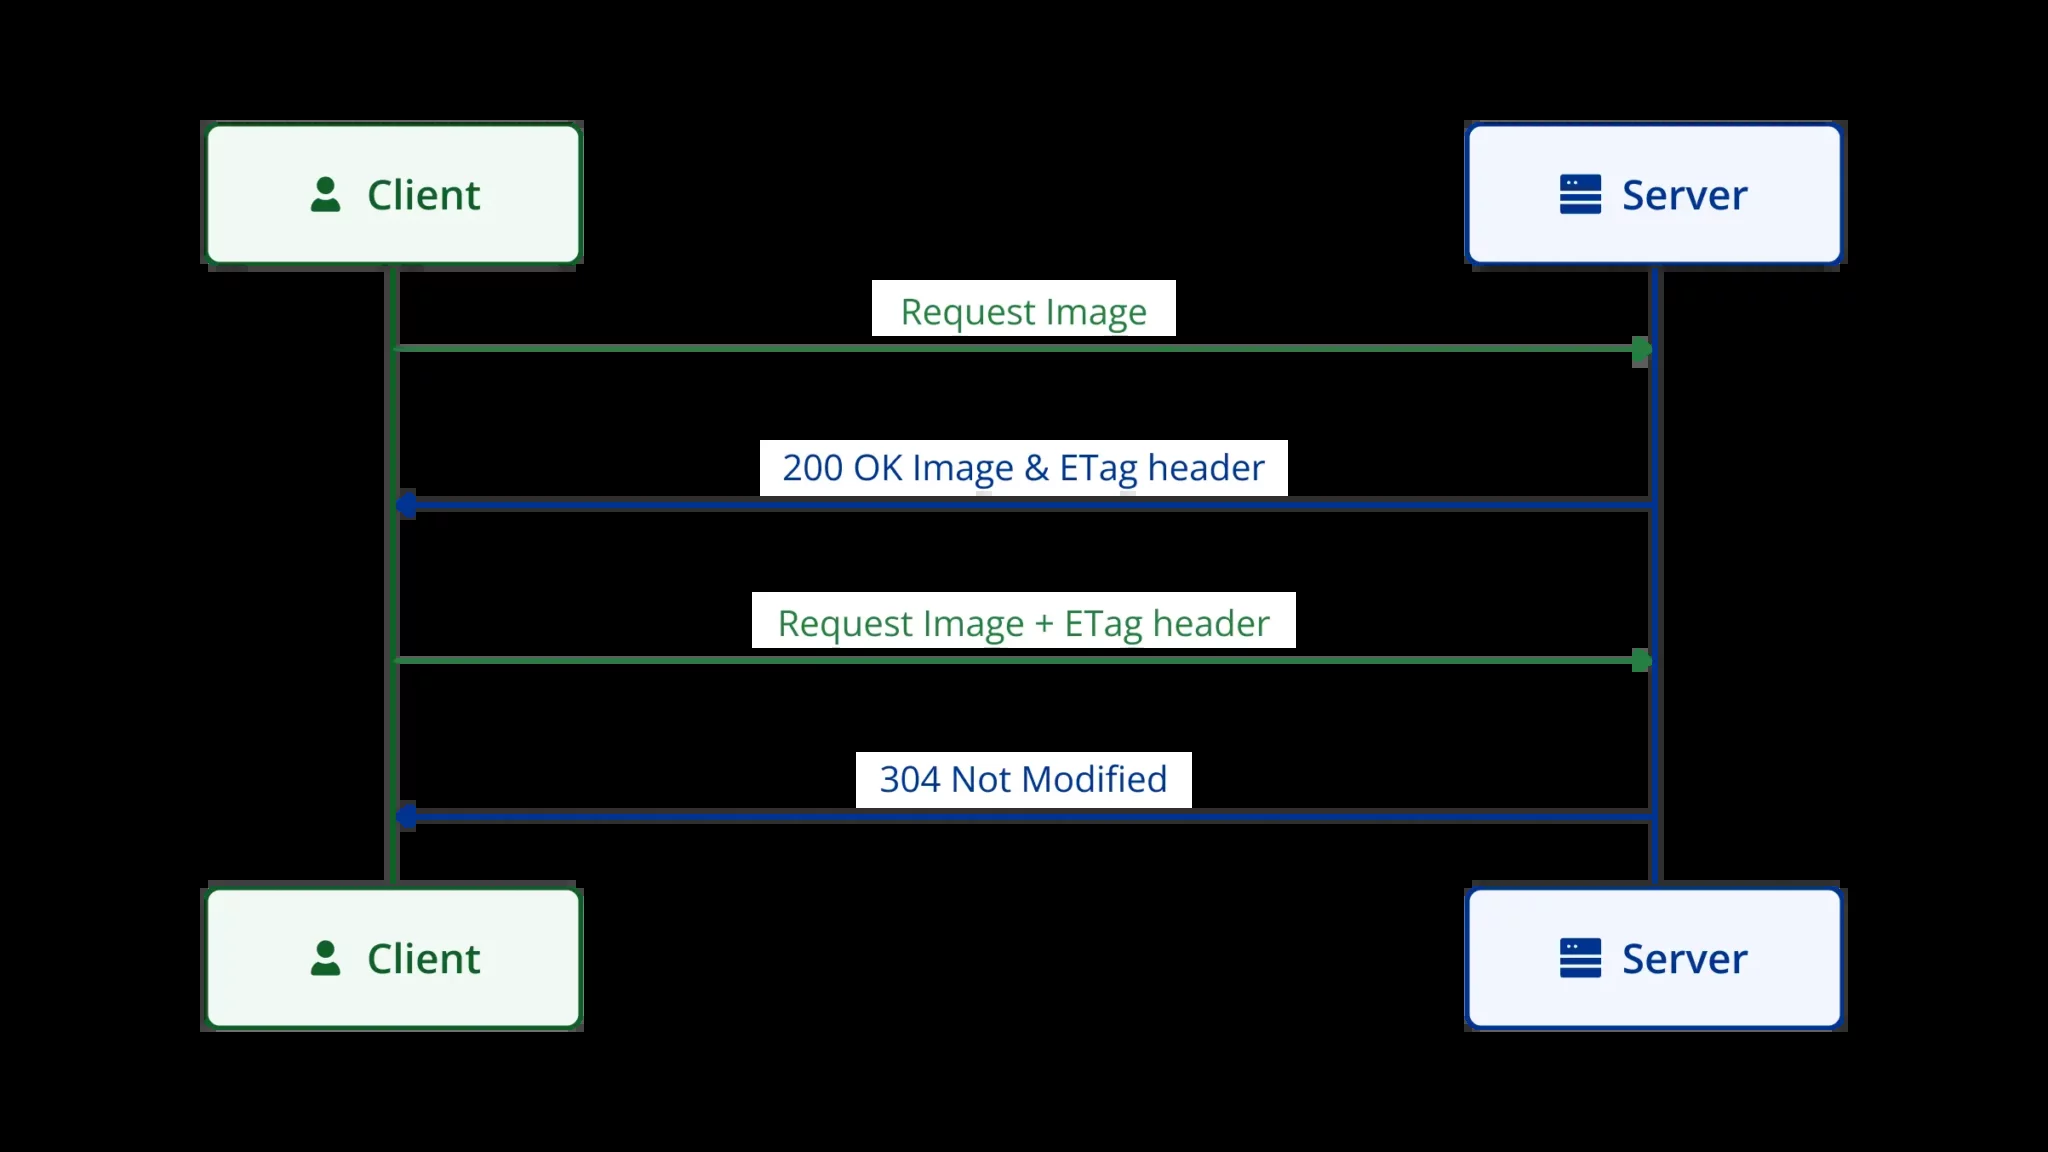 Client
Server
Request Image
200 OK Image & ETag header
Request Image + ETag header
304 Not Modified
Client
Server